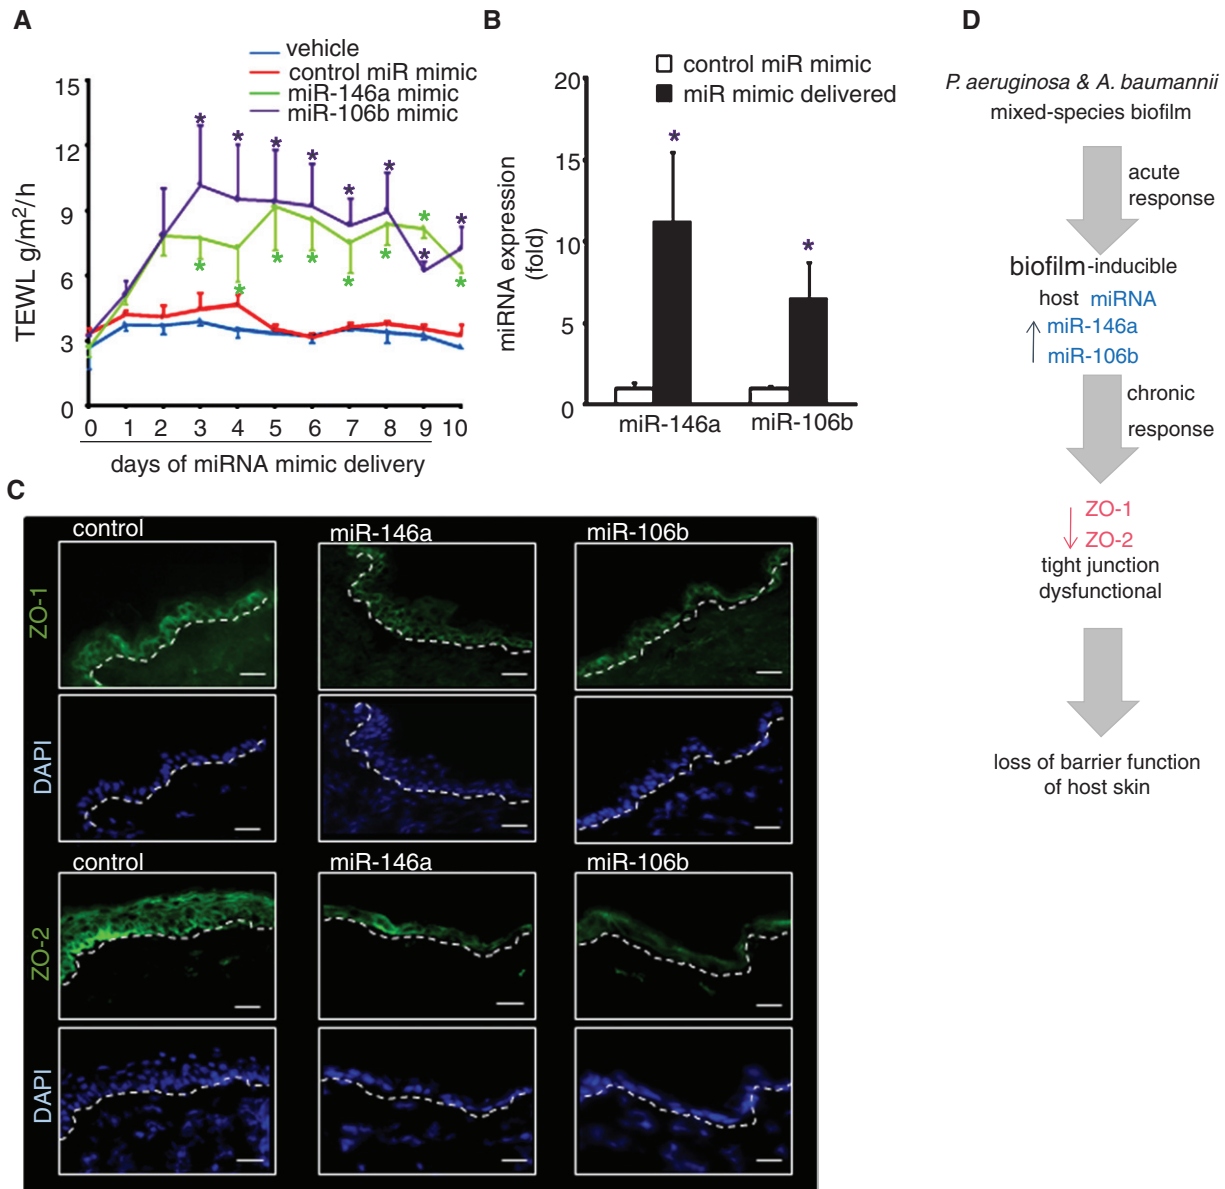 A
vehicle
control miR mimic
miR-146a mimic
miR-106b mimic
15
12
9
6
3
0
TEWL g/m²/h
* * * * * * * * *
* * * * * * * *
0 1 2 3 4 5 6 7 8 9 10
days of miRNA mimic delivery
B
control miR mimic
miR mimic delivered
20
15
10
5
0
miRNA expression
(fold)
*
*
miR-146a miR-106b
C
control miR-146a miR-106b
ZO-1
DAPI
control miR-146a miR-106b
ZO-2
DAPI
D
P. aeruginosa & A. baumannii
mixed-species biofilm
acute
response
biofilm-inducible
host miRNA
miR-146a
miR-106b
chronic
response
ZO-1
ZO-2
tight junction
dysfunctional
loss of barrier function
of host skin